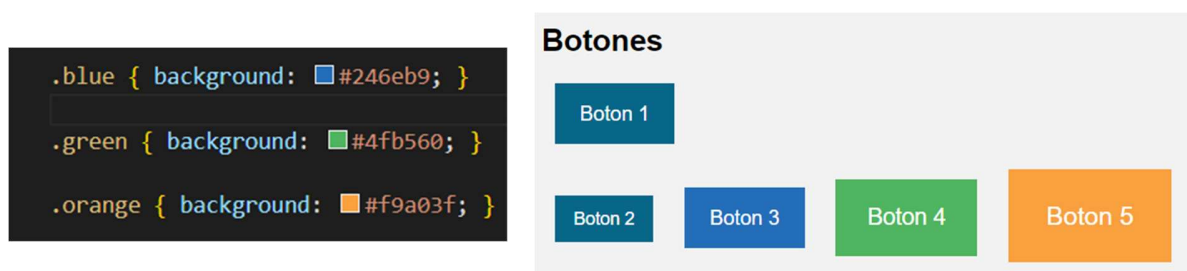 .blue { background: #246eb9; }
.green { background: #4fb560; }
.orange { background: #f9a03f; }
Botones
Boton 1
Boton 2 Boton 3 Boton 4 Boton 5